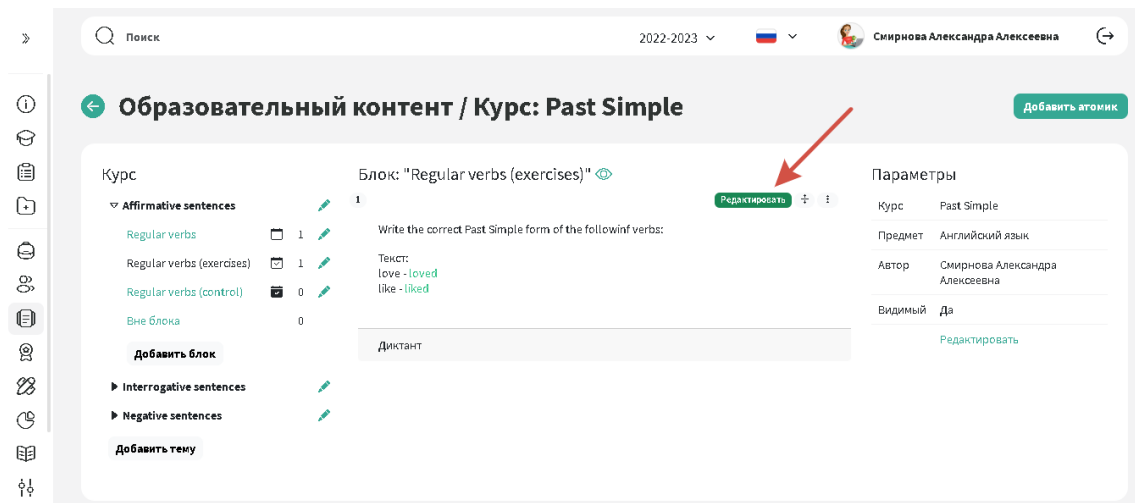 Поиск
2022-2023
Смирнова Александра Алексеевна
Образовательный контент / Курс: Past Simple
Добавить атомик
Курс
Affirmative sentences
Regular verbs 1
Regular verbs (exercises) 1
Regular verbs (control) 0
Вне блока 0
Добавить блок
Interrogative sentences
Negative sentences
Добавить тему
Блок: "Regular verbs (exercises)"
1
Редактировать
Write the correct Past Simple form of the followinf verbs:
Текст:
love - loved
like - liked
Диктант
Параметры
Курс Past Simple
Предмет Английский язык
Автор Смирнова Александра
Алексеевна
Видимый Да
Редактировать